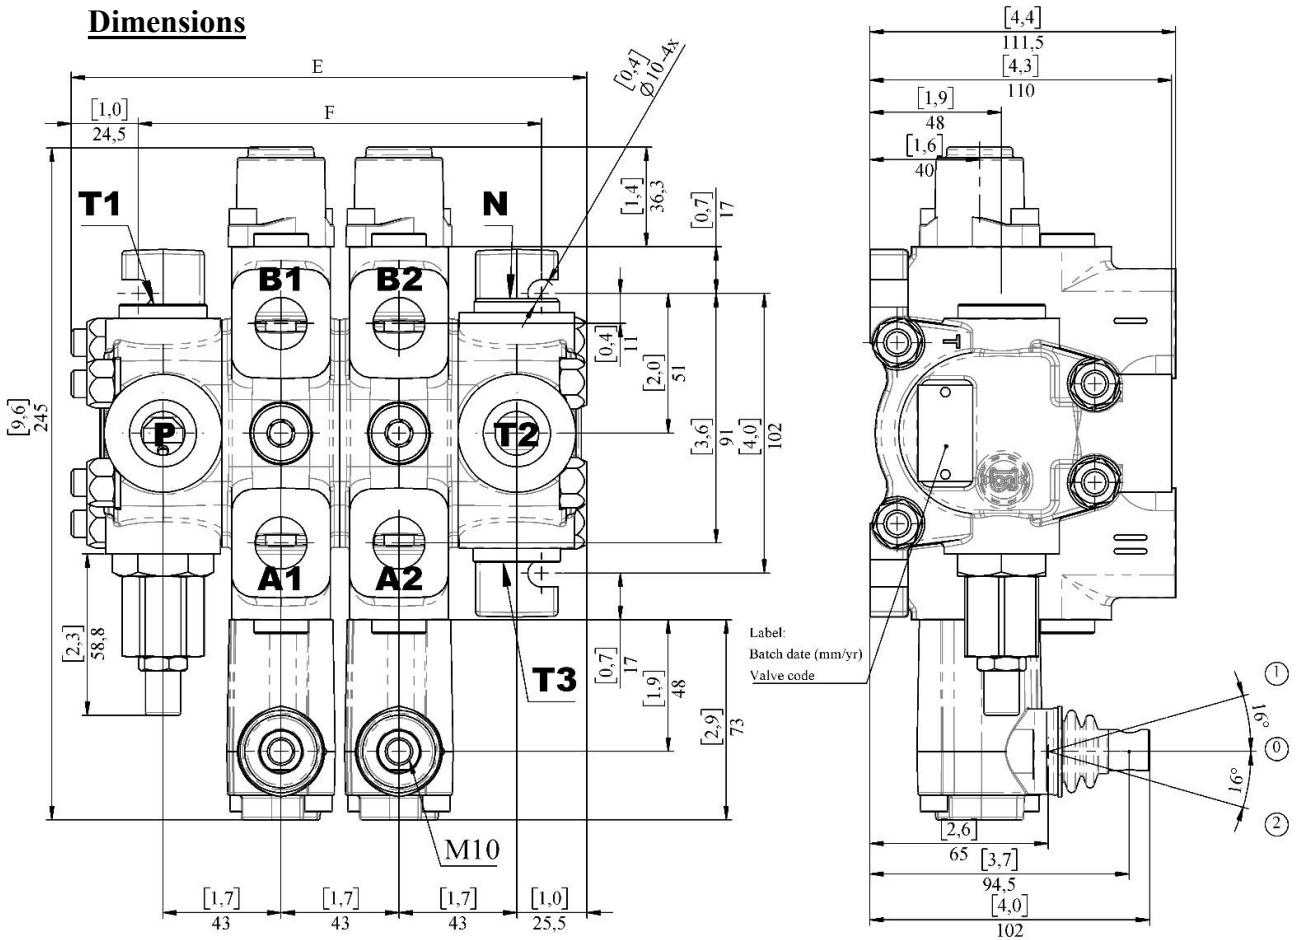 Dimensions
E
[1,0]
24,5
F
[0,4]
Ø 10-4x
[1,4]
36,3
[0,7]
17
T1
N
B1
B2
[0,4]
11
[2,0]
51
[3,6]
91
[4,0]
102
[9,6]
245
P
T2
A1
A2
[2,3]
58,8
T3
[0,7]
17
[1,9]
48
[2,9]
73
M10
[1,7]
43
[1,7]
43
[1,7]
43
[1,0]
25,5
[4,4]
111,5
[4,3]
110
[1,9]
48
[1,6]
40
T
Label:
Batch date (mm/yr)
Valve code
1
16°
0
16°
2
[2,6]
65
[3,7]
94,5
[4,0]
102